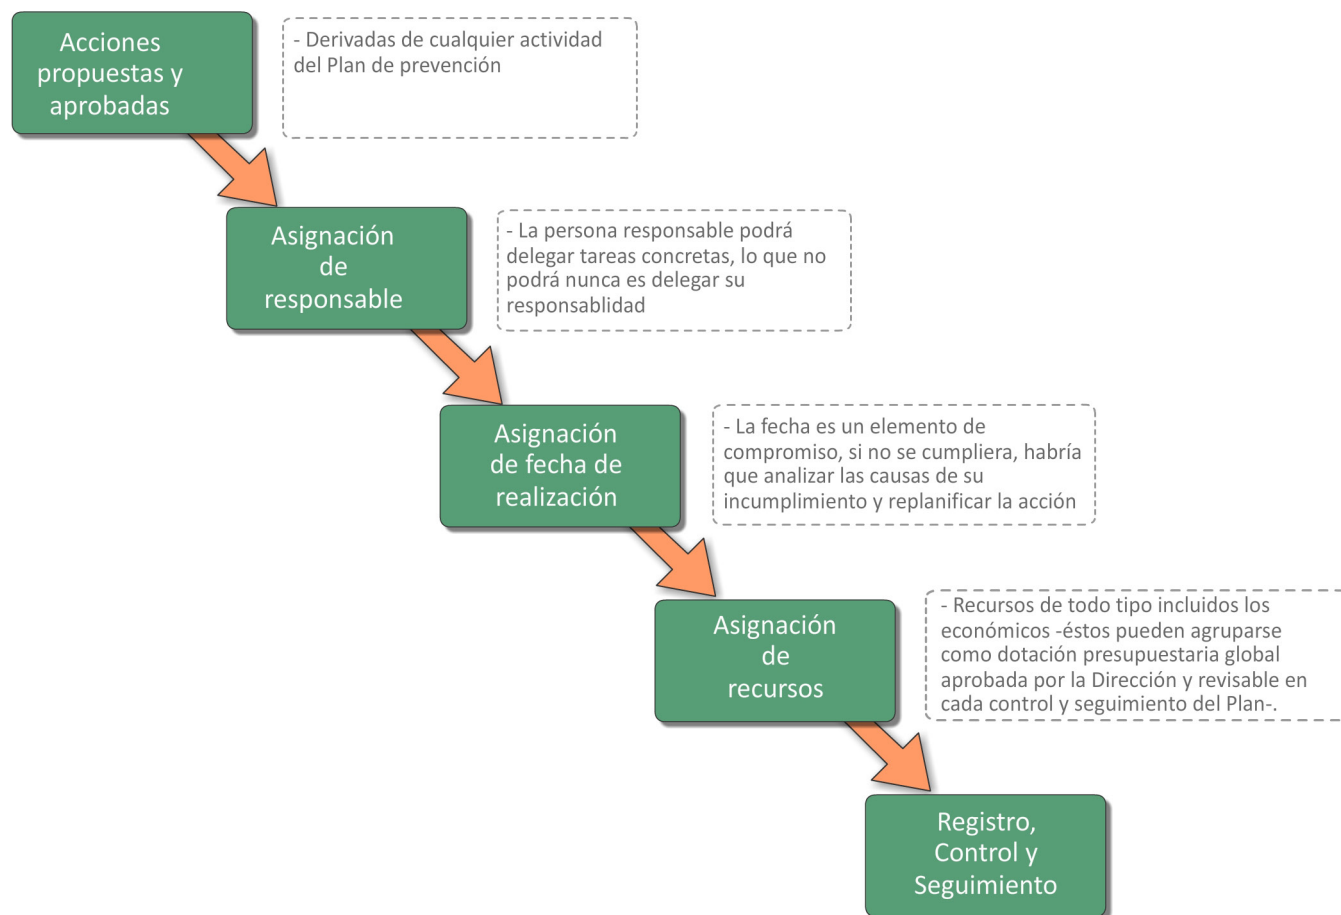 Acciones
propuestas y
aprobadas
- Derivadas de cualquier actividad
del Plan de prevención
Asignación
de
responsable
- La persona responsable podrá
delegar tareas concretas, lo que no
podrá nunca es delegar su
responsablidad
Asignación
de fecha de
realización
- La fecha es un elemento de
compromiso, si no se cumpliera, habría
que analizar las causas de su
incumplimiento y replanificar la acción
Asignación
de
recursos
- Recursos de todo tipo incluidos los
económicos -éstos pueden agruparse
como dotación presupuestaria global
aprobada por la Dirección y revisable en
cada control y seguimiento del Plan-.
Registro,
Control y
Seguimiento